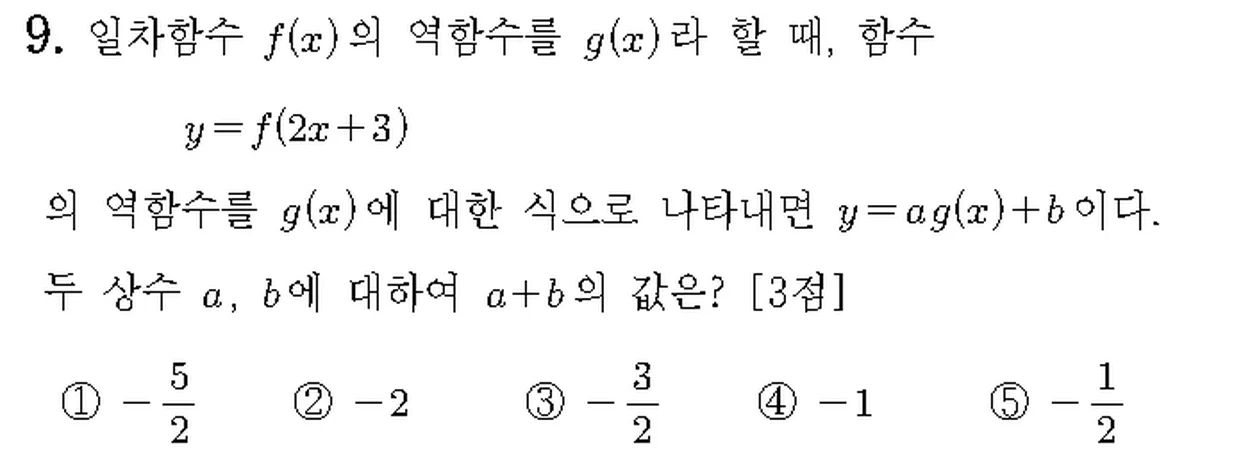 9. 일차함수 f(x)의 역함수를 g(x)라 할 때, 함수
y=f(2x+3)
의 역함수를 g(x)에 대한 식으로 나타내면 y=ag(x)+b이다.
두 상수 a, b에 대하여 a+b의 값은? [3점]
① -5/2 ② -2 ③ -3/2 ④ -1 ⑤ -1/2